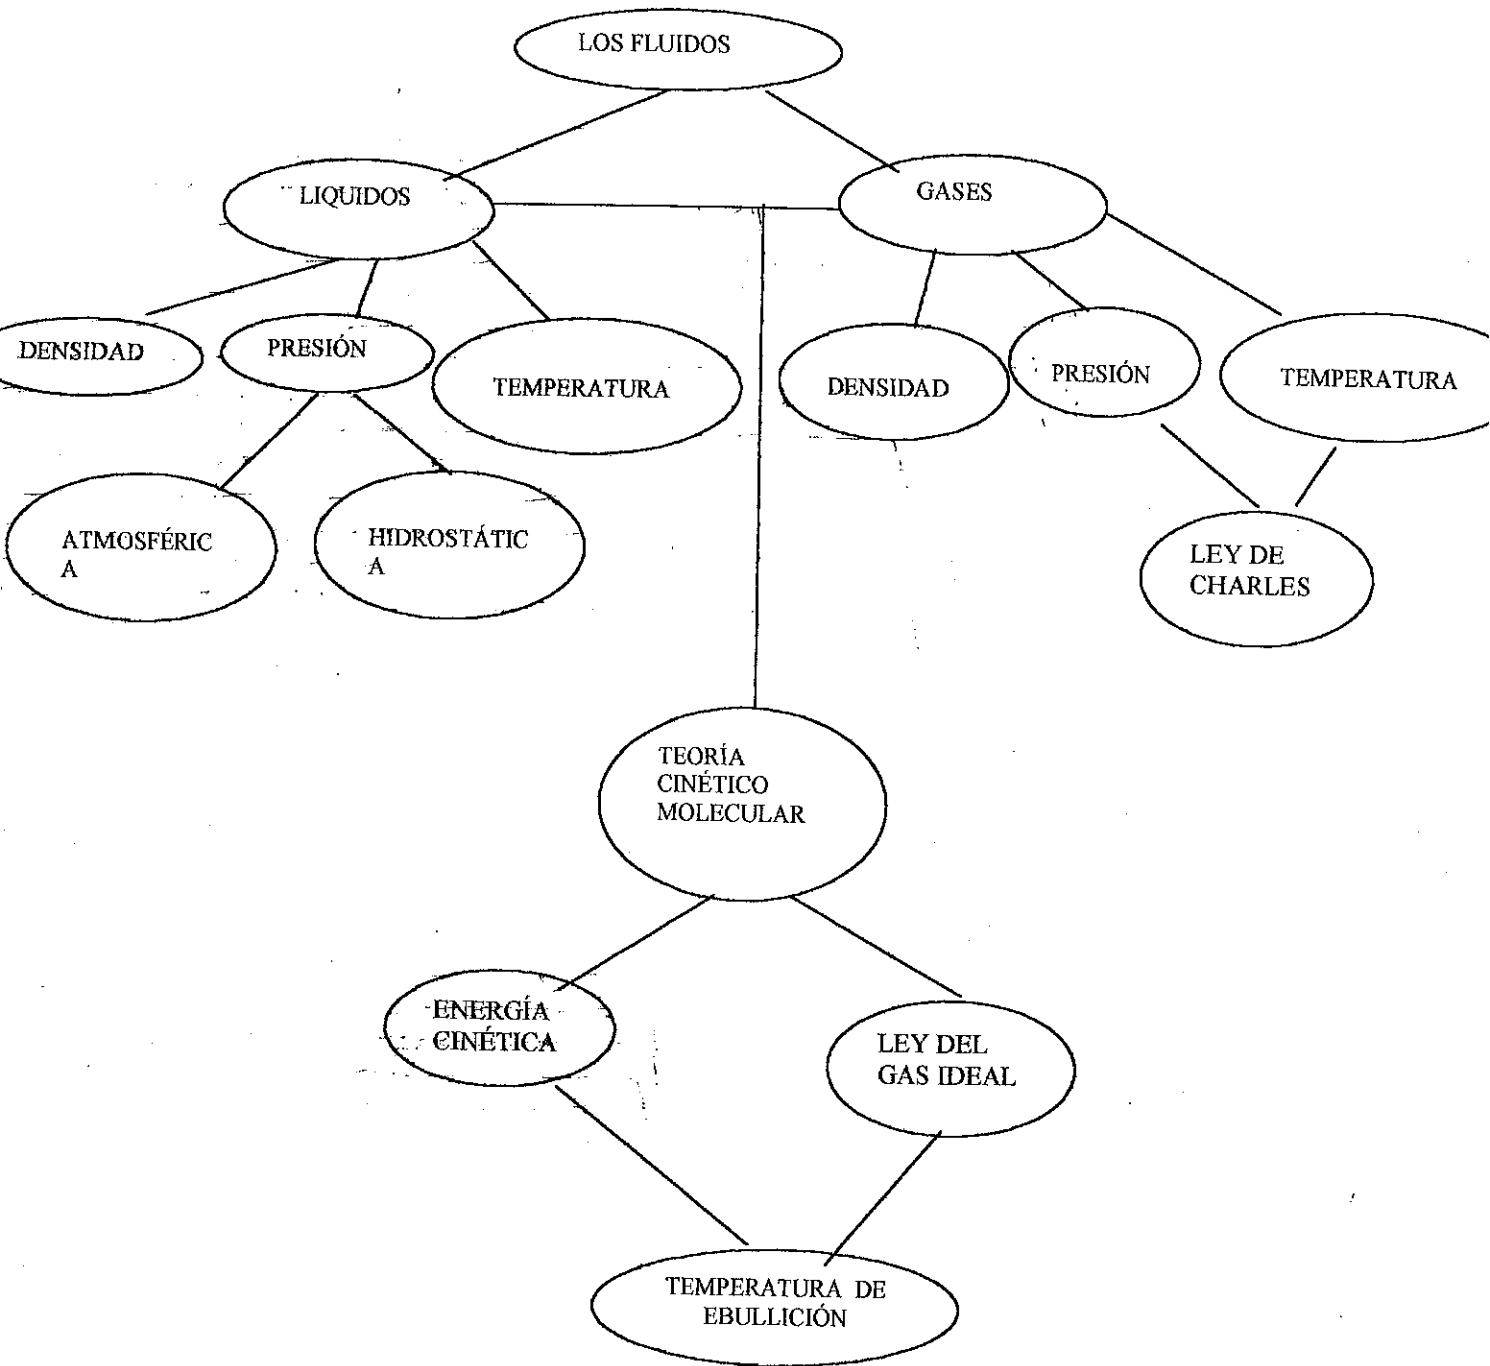 LOS FLUIDOS
LIQUIDOS
GASES
DENSIDAD
PRESIÓN
TEMPERATURA
DENSIDAD
PRESIÓN
TEMPERATURA
ATMOSFÉRIC
A
HIDROSTÁTIC
A
LEY DE
CHARLES
TEORÍA
CINÉTICO
MOLECULAR
ENERGÍA
CINÉTICA
LEY DEL
GAS IDEAL
TEMPERATURA DE
EBULLICIÓN